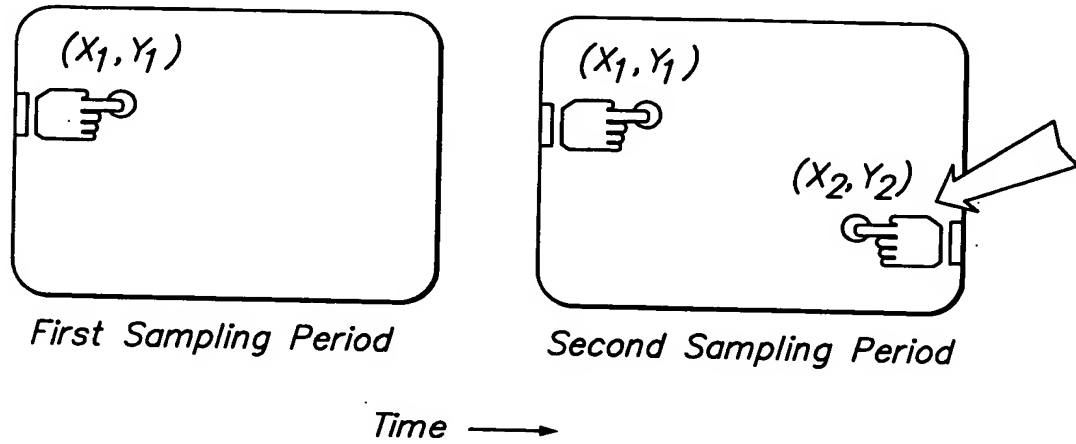 (X1, Y1)
First Sampling Period
(X1, Y1)
(X2, Y2)
Second Sampling Period
Time